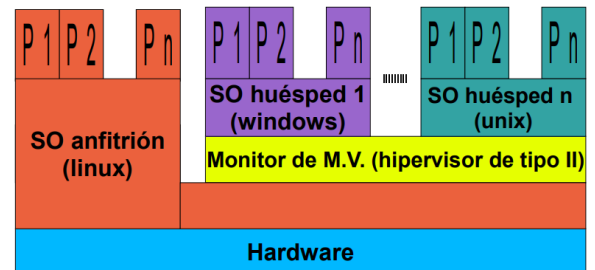 P 1 P 2 P n P 1 P 2 P n P 1 P 2 P n
SO anfitrión
(linux)
SO huésped 1
(windows)
SO huésped n
(unix)
Monitor de M.V. (hipervisor de tipo II)
Hardware